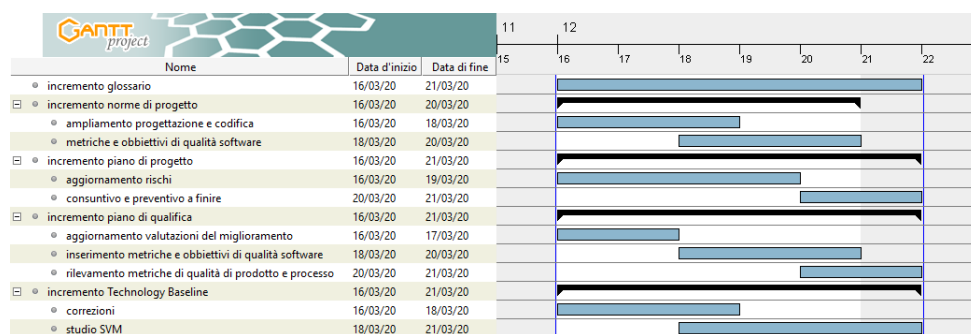 GANTT
project
11 12
Nome Data d'inizio Data di fine
15 16 17 18 19 20 21 22
incremento glossario 16/03/20 21/03/20
incremento norme di progetto 16/03/20 20/03/20
ampliamento progettazione e codifica 16/03/20 18/03/20
metriche e obbiettivi di qualità software 18/03/20 20/03/20
incremento piano di progetto 16/03/20 21/03/20
aggiornamento rischi 16/03/20 19/03/20
consuntivo e preventivo a finire 20/03/20 21/03/20
incremento piano di qualifica 16/03/20 21/03/20
aggiornamento valutazioni del miglioramento 16/03/20 17/03/20
inserimento metriche e obbiettivi di qualità software 18/03/20 20/03/20
rilevamento metriche di qualità di prodotto e processo 20/03/20 21/03/20
incremento Technology Baseline 16/03/20 21/03/20
correzioni 16/03/20 18/03/20
studio SVM 18/03/20 21/03/20